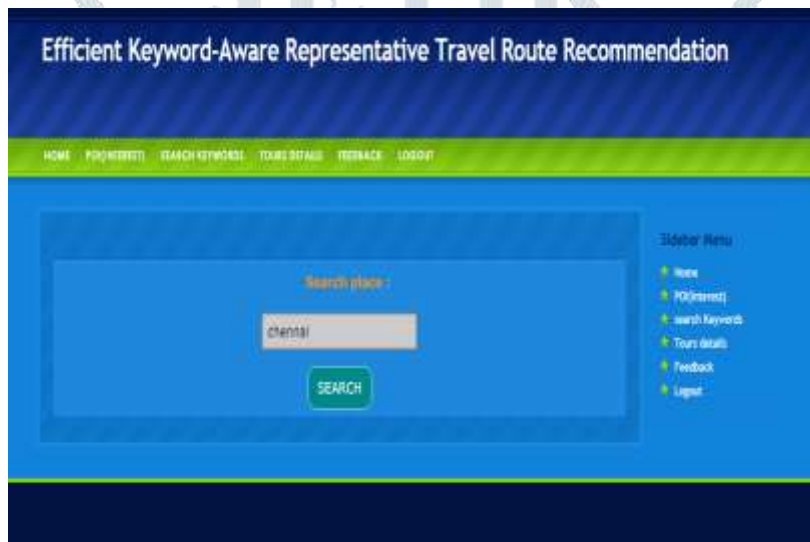 Efficient Keyword-Aware Representative Travel Route Recommendation
HOME POI(INTEREST) SEARCH KEYWORDS TOURS DETAILS FEEDBACK LOGOUT
Search place :
chennai
SEARCH
Sidebar Menu
Home
POI(interest)
search Keywords
Tours details
Feedback
Logout